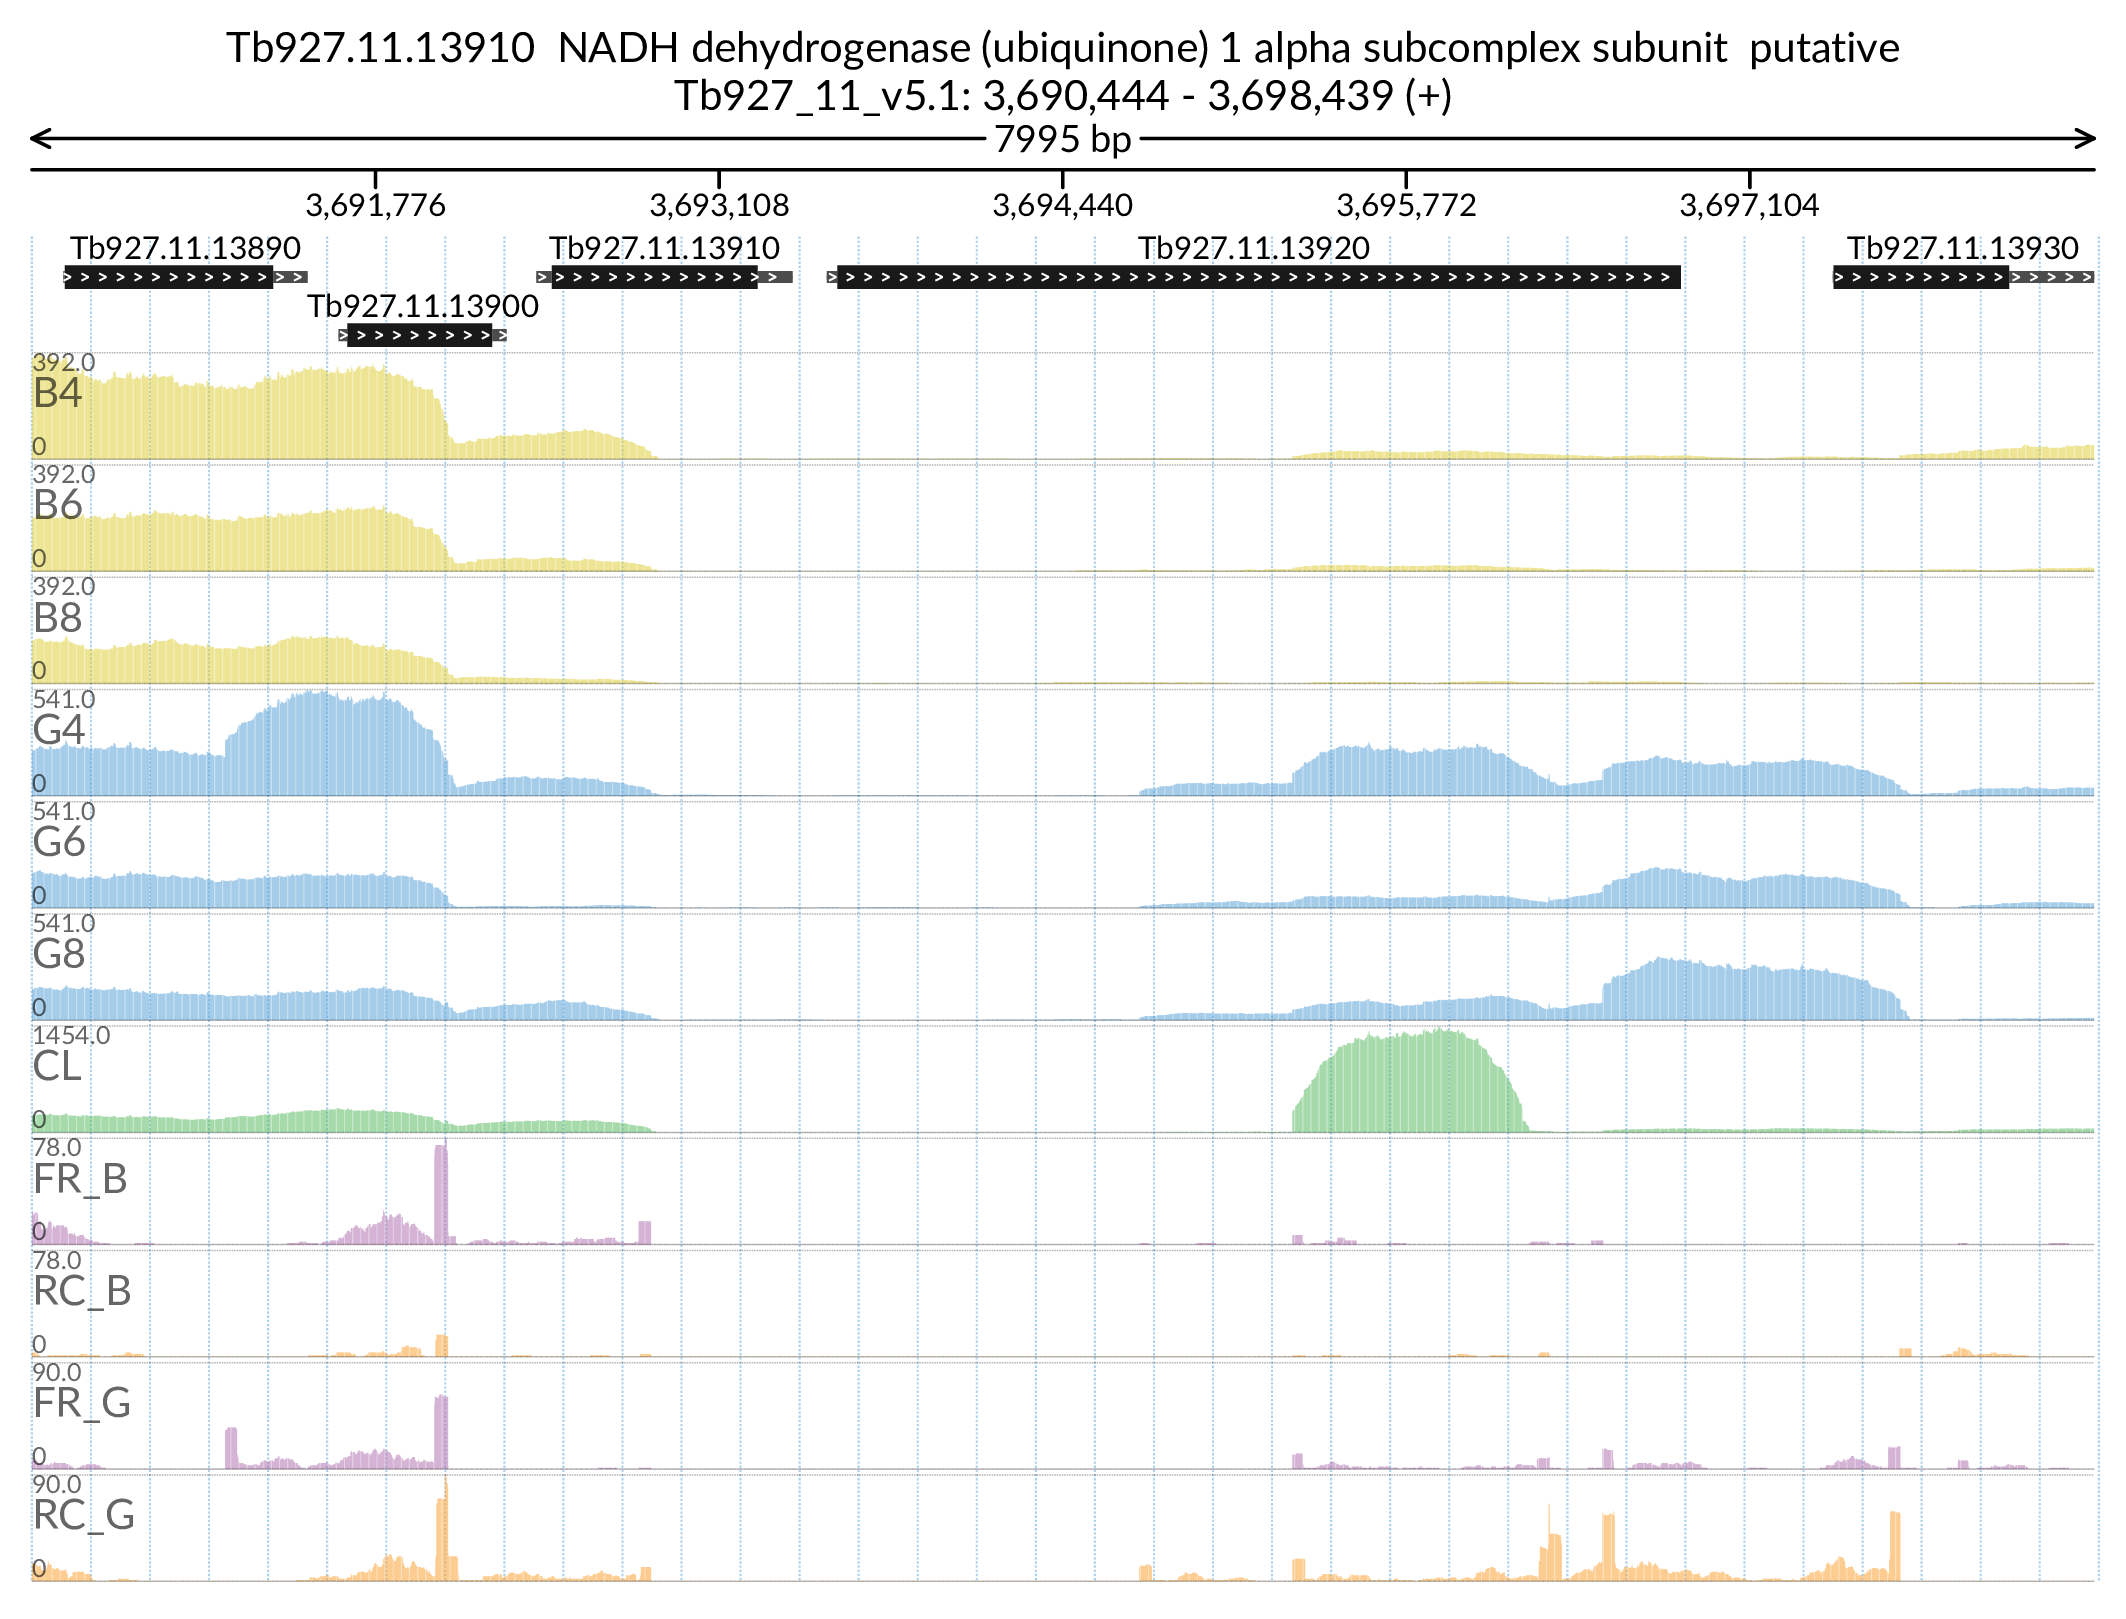 Tb927.11.13910  NADH dehydrogenase (ubiquinone) 1 alpha subcomplex subunit  putative
Tb927_11_v5.1: 3,690,444 - 3,698,439 (+)
7995 bp
3,691,776 3,693,108 3,694,440 3,695,772 3,697,104
Tb927.11.13890 Tb927.11.13910 Tb927.11.13920 Tb927.11.13930
Tb927.11.13900
392.0
B4
0
392.0
B6
0
392.0
B8
0
541.0
G4
0
541.0
G6
0
541.0
G8
0
1454.0
CL
0
78.0
FR_B
0
78.0
RC_B
0
90.0
FR_G
0
90.0
RC_G
0